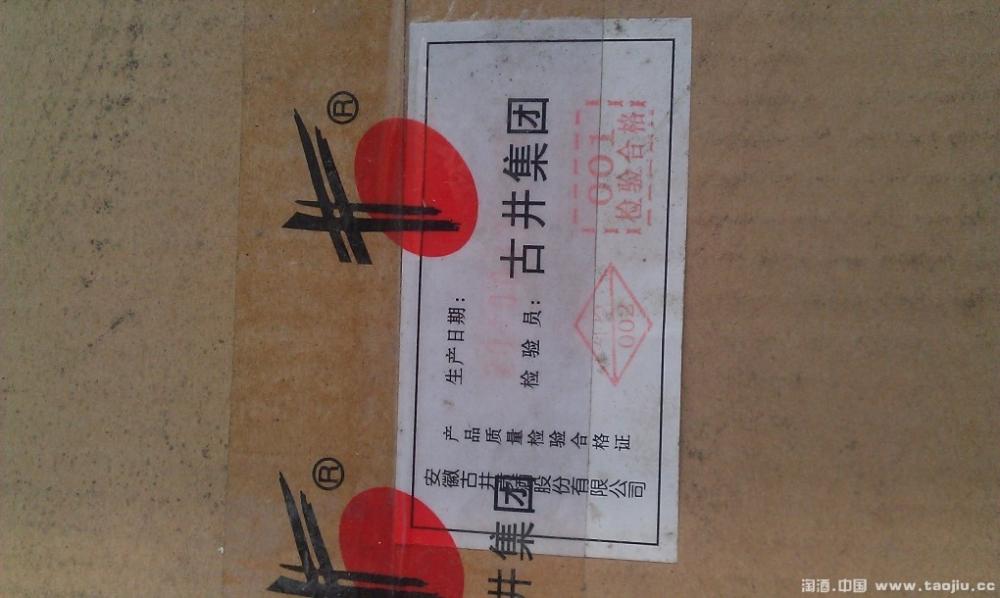 安徽古井贡酒股份有限公司
产品质量检验合格证
生产日期:
检验员:
002
001
检验合格
古井集团
®
井集团
®
淘酒.中国 www.taojiu.cc